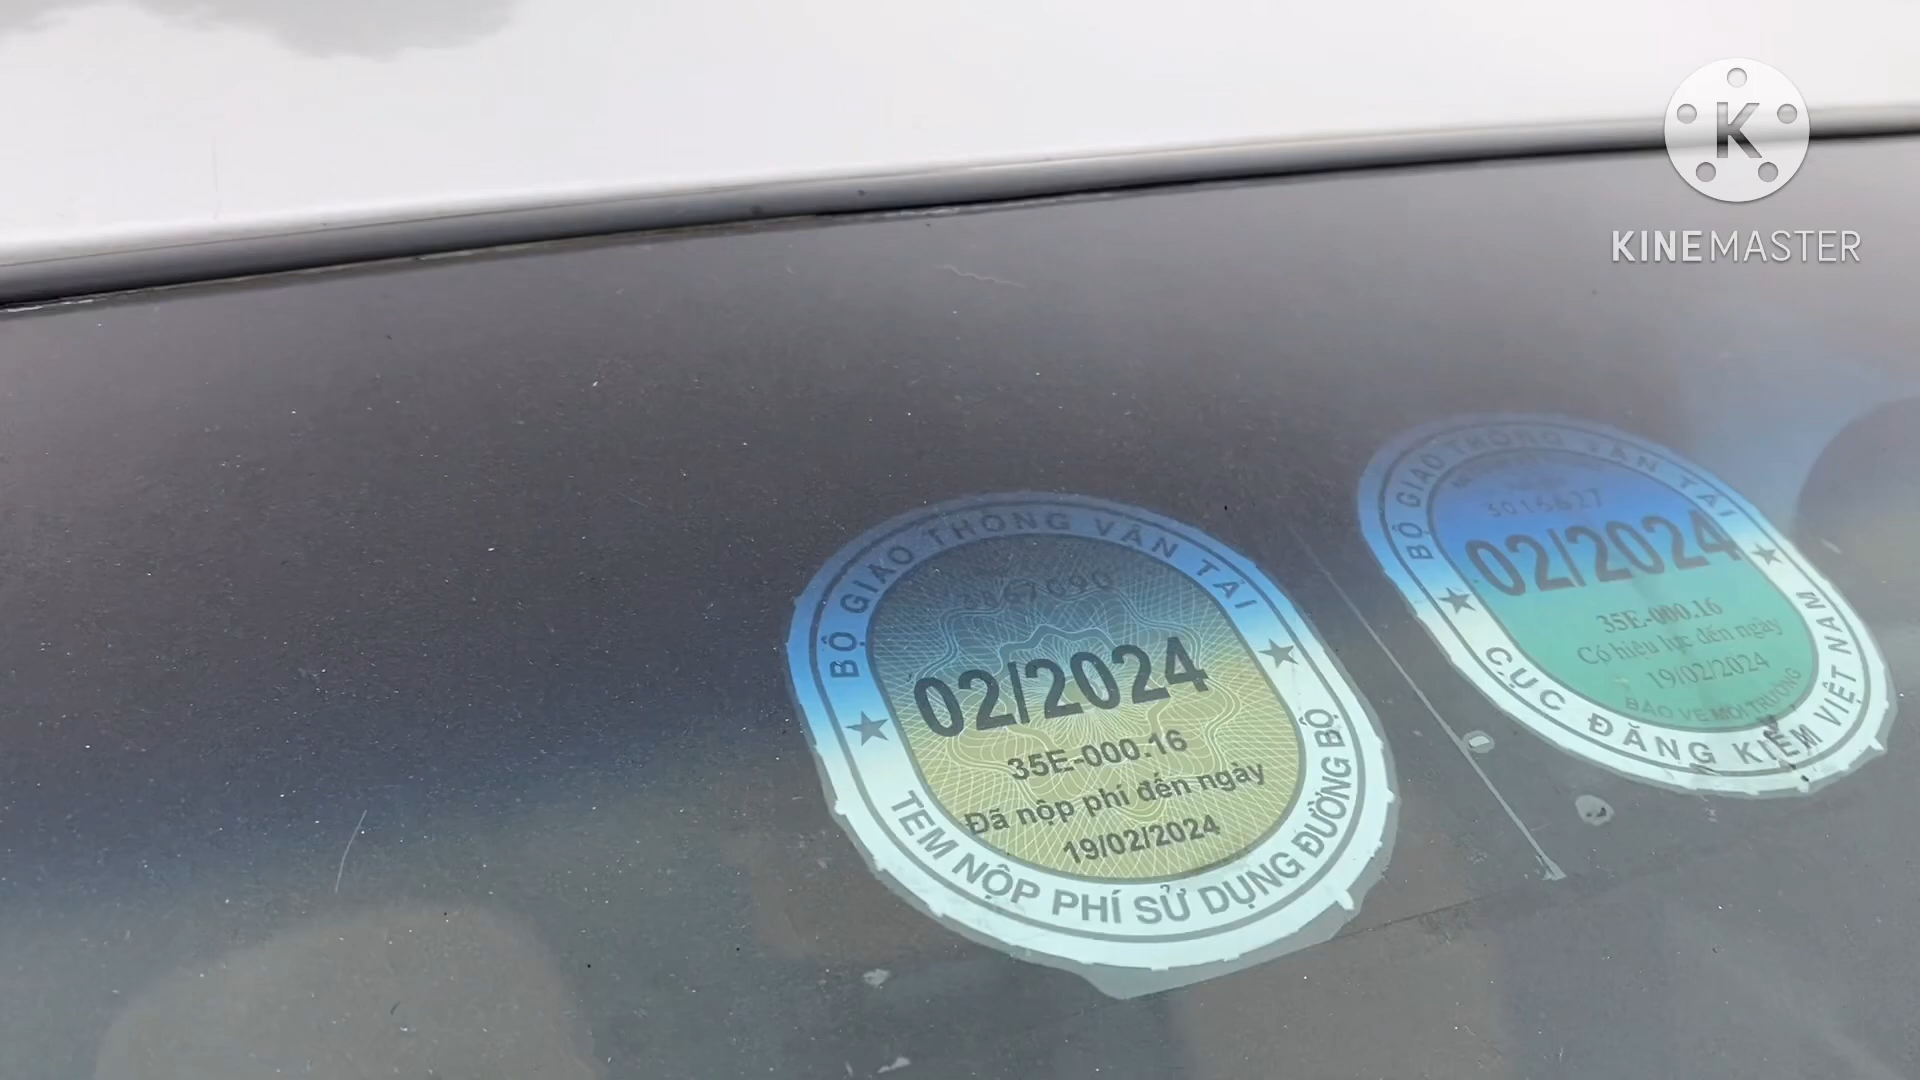 KINEMASTER
BỘ GIAO THÔNG VẬN TẢI
02/2024
35E-000.16
Đã nộp phí đến ngày
19/02/2024
TEM NỘP PHÍ SỬ DỤNG ĐƯỜNG BỘ
BỘ GIAO THÔNG VẬN TẢI
3016627
02/2024
35E-000.16
Có hiệu lực đến ngày
19/02/2024
BẢO VỆ MÔI TRƯỜNG
CỤC ĐĂNG KIỂM VIỆT NAM